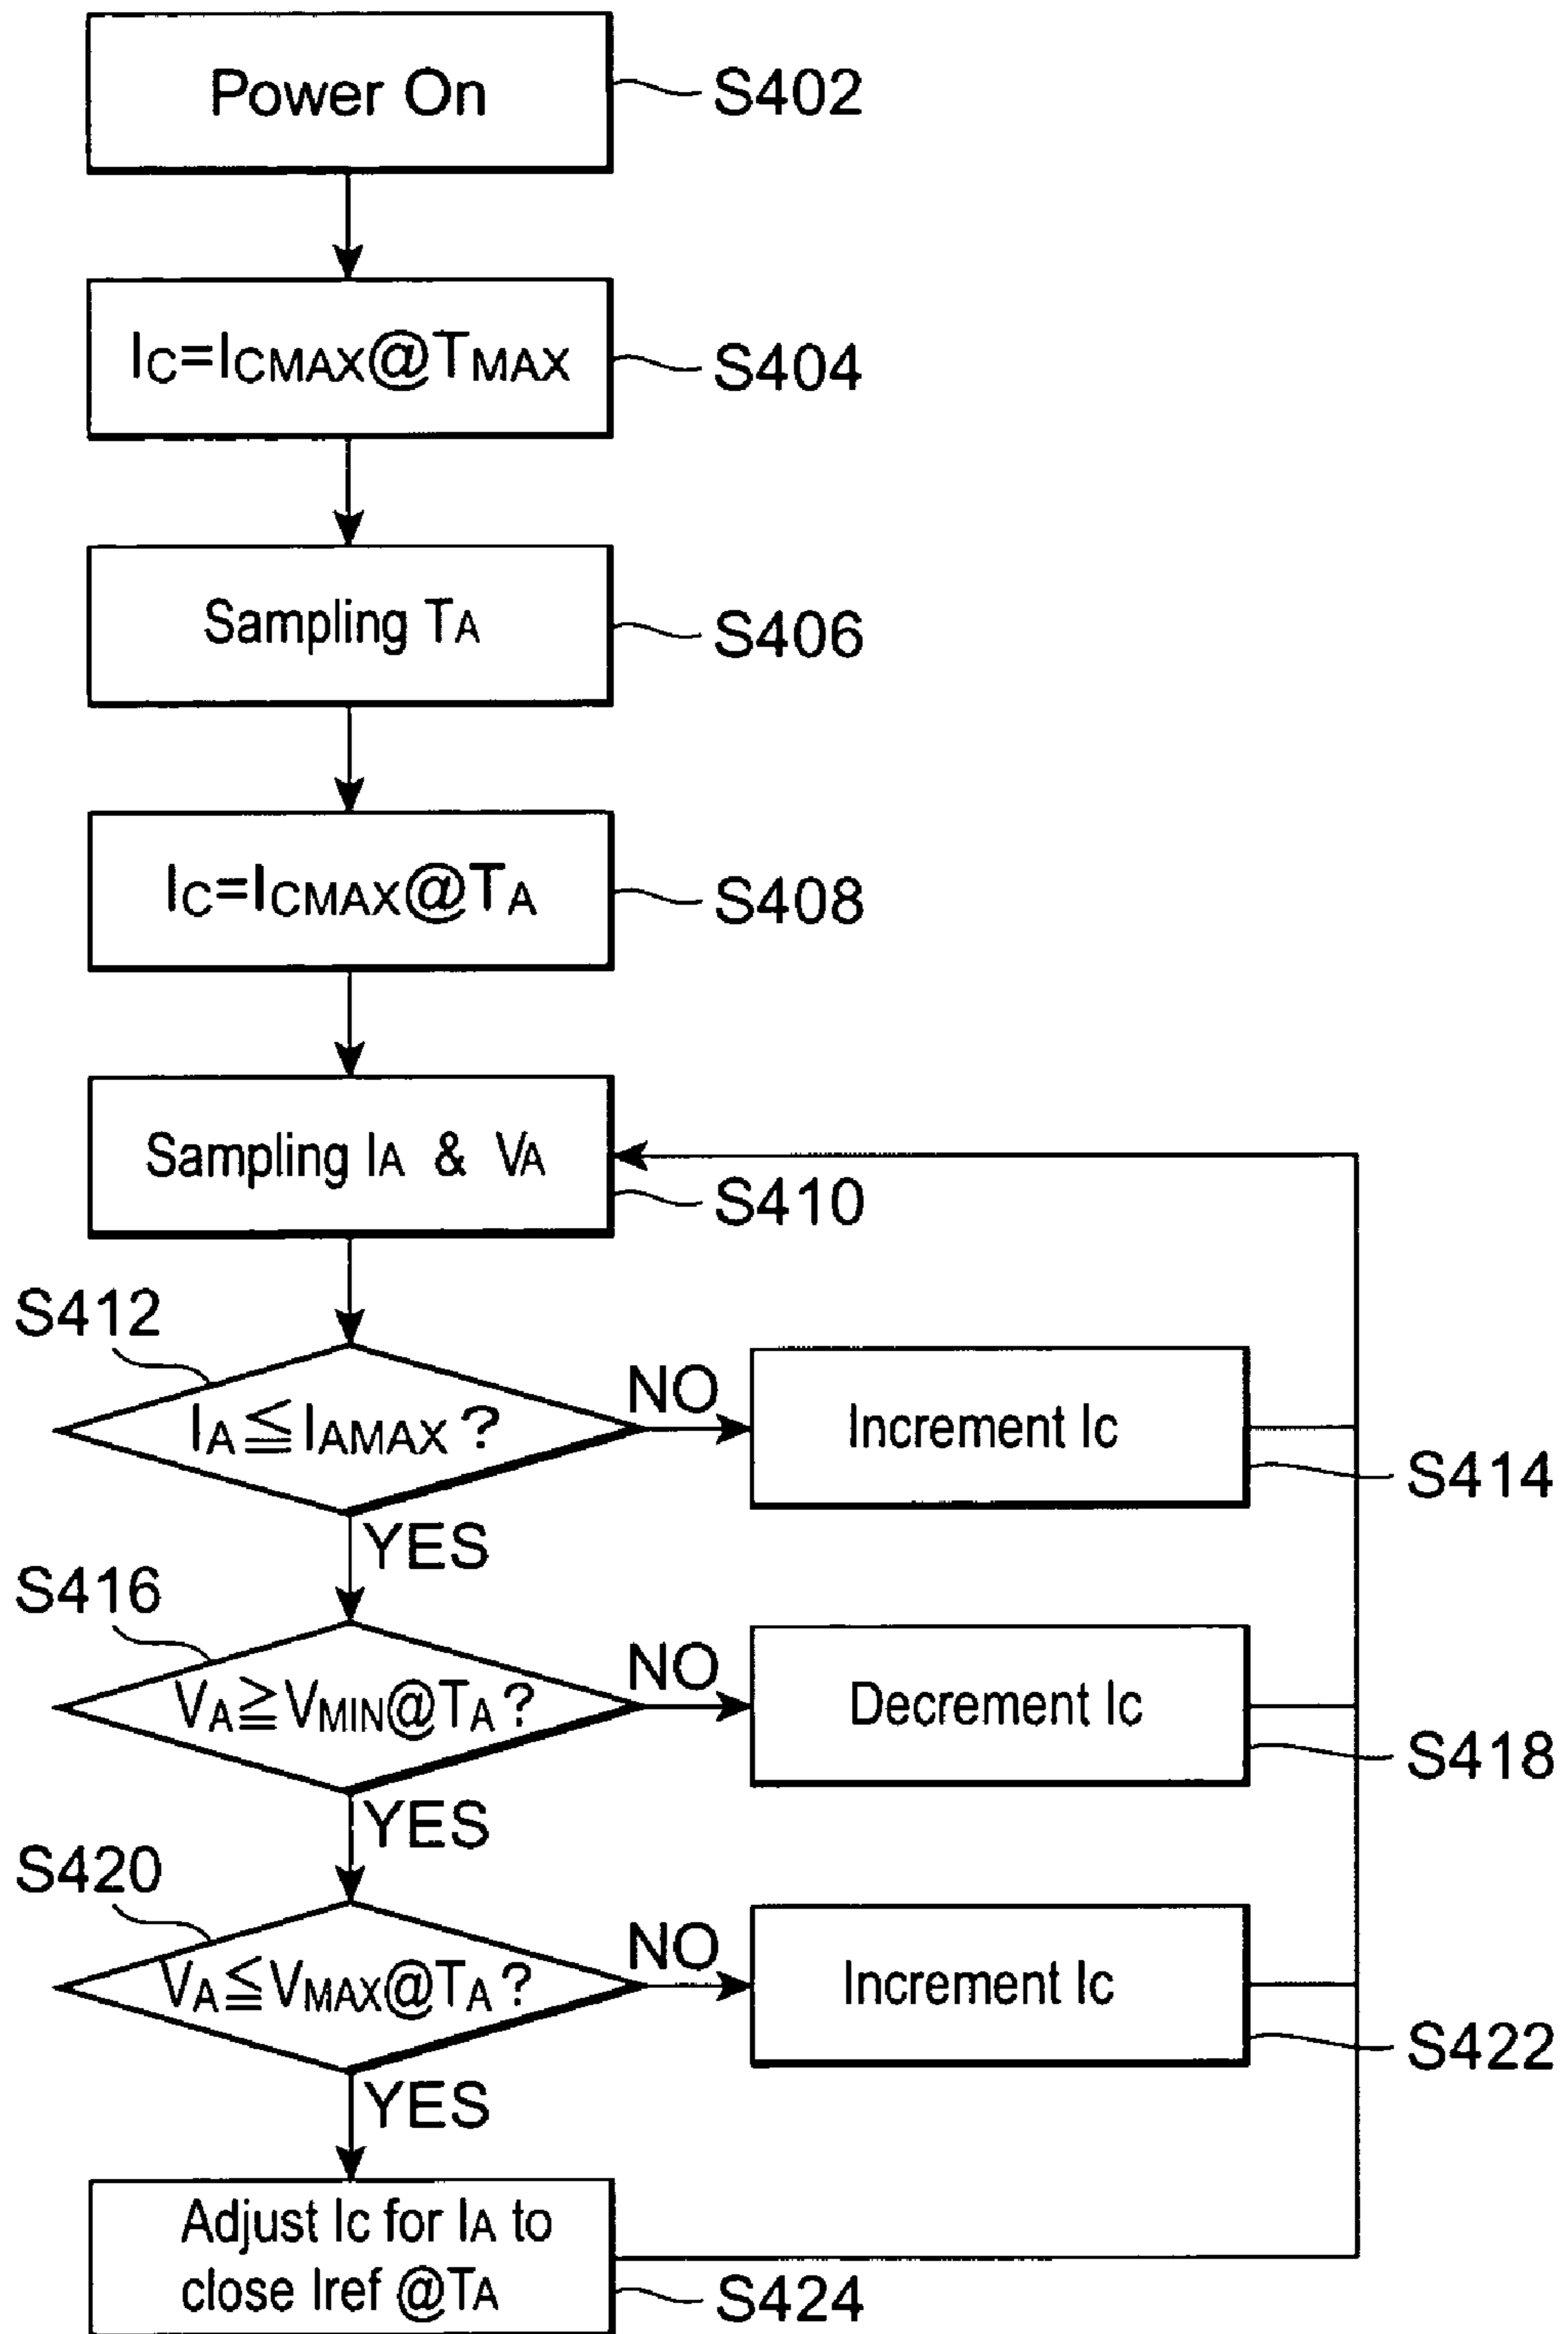 Power On
S402
IC=ICMAX@TMAX
S404
Sampling TA
S406
IC=ICMAX@TA
S408
Sampling IA & VA
S410
S412
IA≦IAMAX ?
NO
Increment Ic
S414
YES
S416
VA≧VMIN@TA ?
NO
Decrement Ic
S418
YES
S420
VA≦VMAX@TA ?
NO
Increment Ic
S422
YES
Adjust Ic for IA to
close Iref @TA
S424